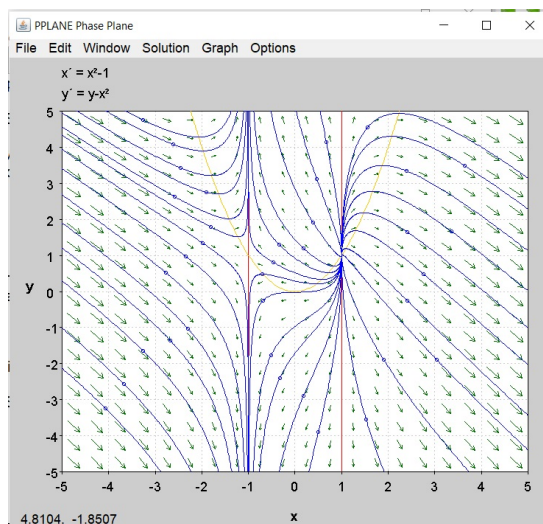 PPLANE Phase Plane
File Edit Window Solution Graph Options
x´ = x²-1
y´ = y-x²
5
4
3
2
1
0
-1
-2
-3
-4
-5
y
-5 -4 -3 -2 -1 0 1 2 3 4 5
x
4.8104, -1.8507